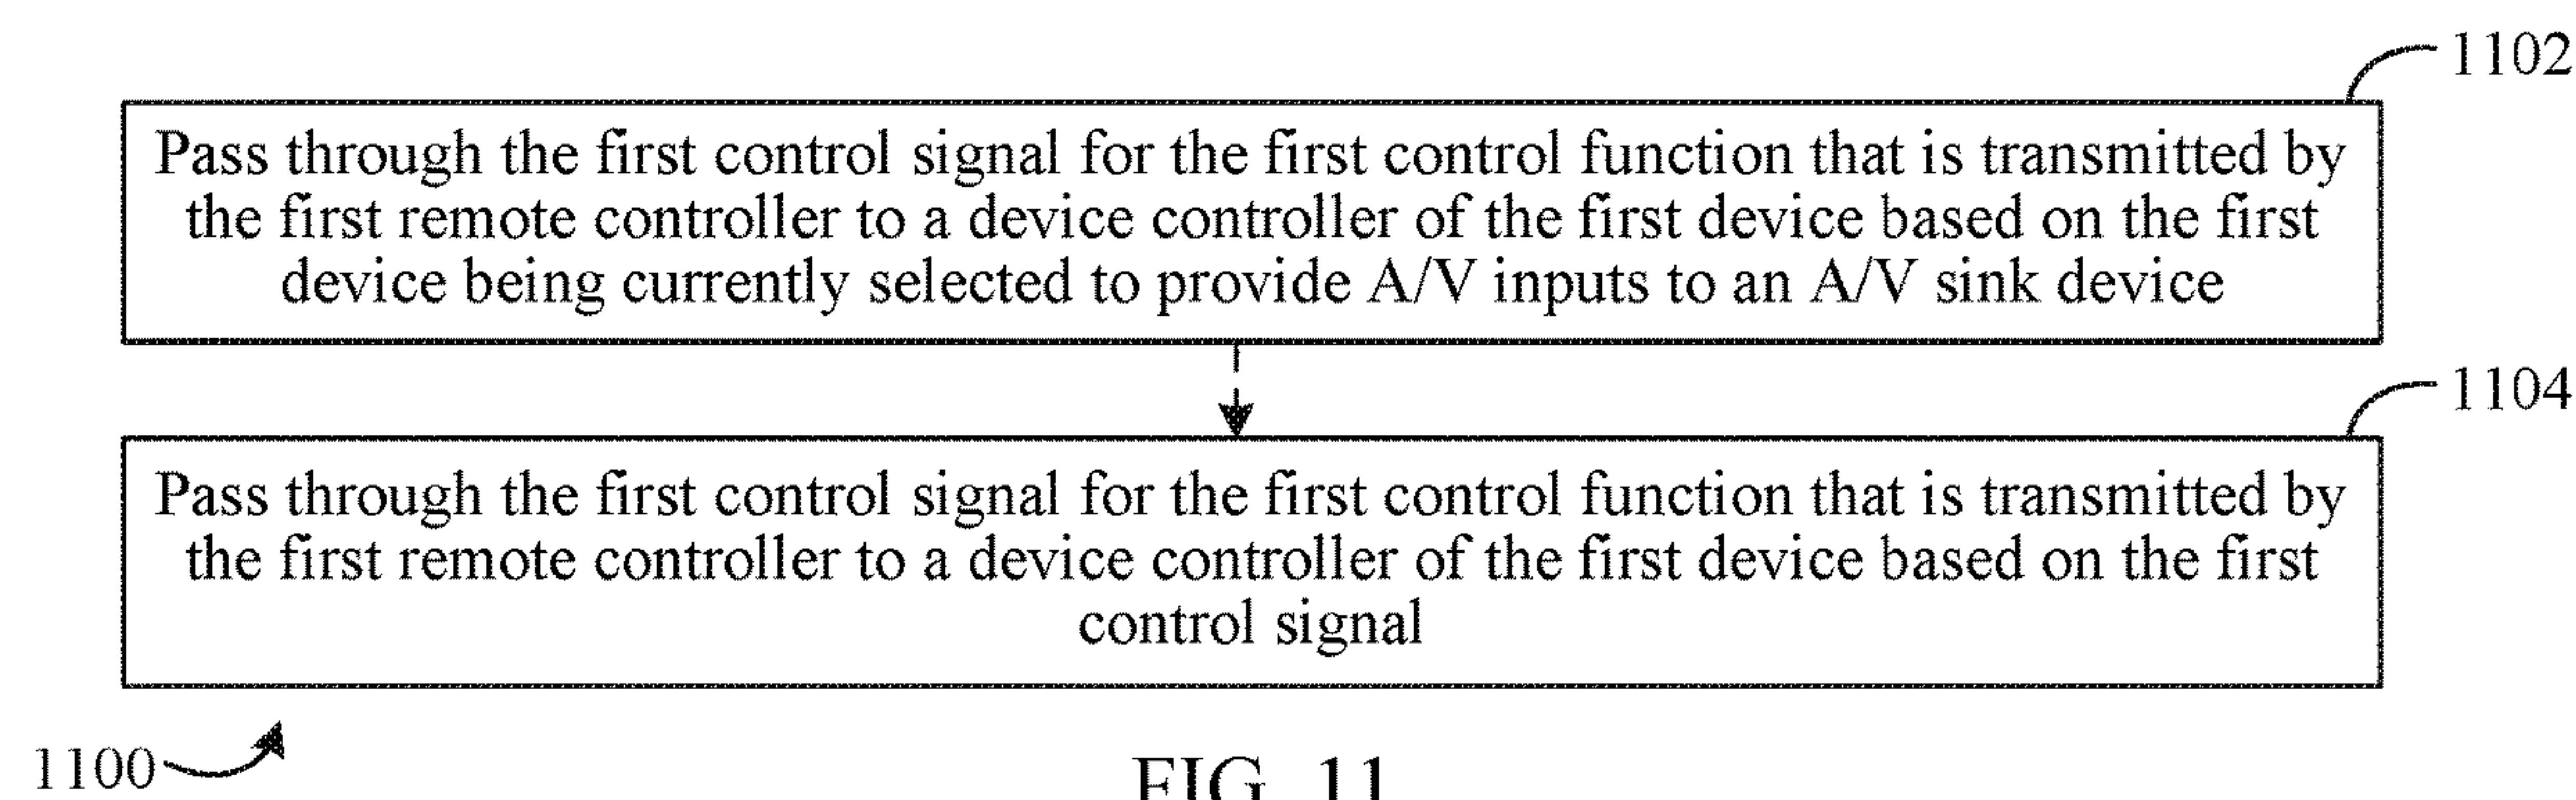 1102
Pass through the first control signal for the first control function that is transmitted by
the first remote controller to a device controller of the first device based on the first
device being currently selected to provide A/V inputs to an A/V sink device
1104
Pass through the first control signal for the first control function that is transmitted by
the first remote controller to a device controller of the first device based on the first
control signal
1100
FIG. 11